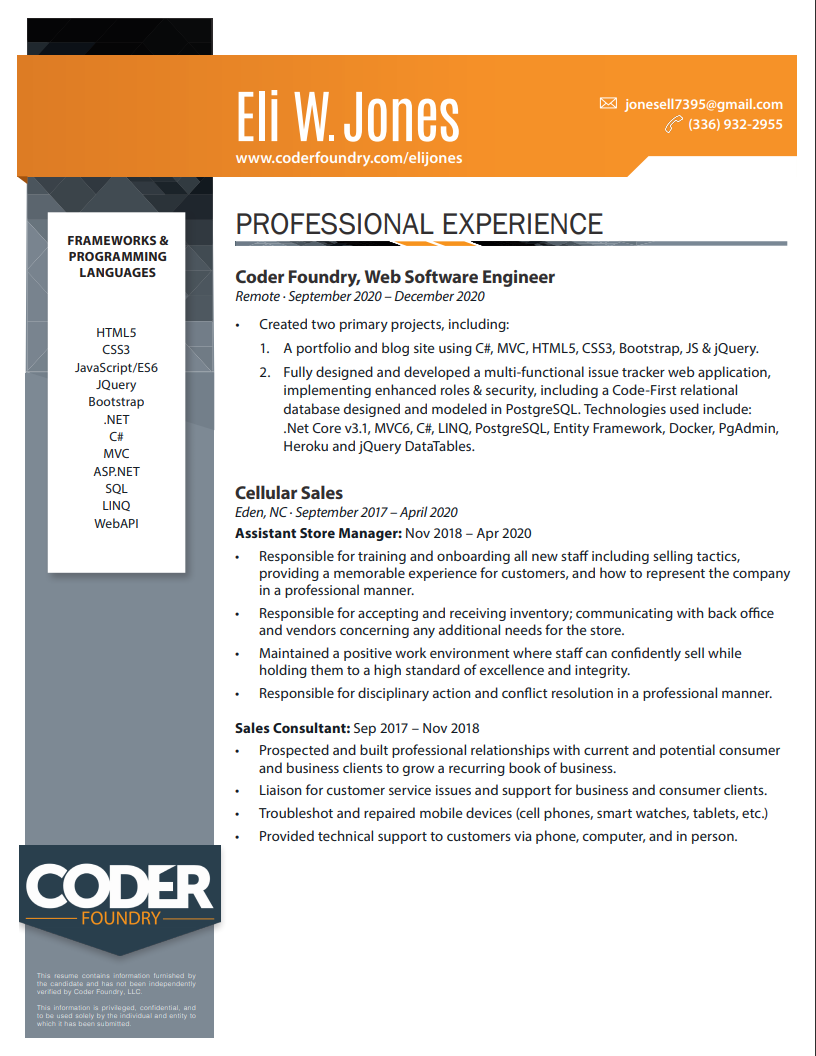 Eli W. Jones
www.coderfoundry.com/elijones
jonesell7395@gmail.com
(336) 932-2955
FRAMEWORKS &
PROGRAMMING
LANGUAGES
HTML5
CSS3
JavaScript/ES6
JQuery
Bootstrap
.NET
C#
MVC
ASP.NET
SQL
LINQ
WebAPI
PROFESSIONAL EXPERIENCE
Coder Foundry, Web Software Engineer
Remote · September 2020 – December 2020
• Created two primary projects, including:
1. A portfolio and blog site using C#, MVC, HTML5, CSS3, Bootstrap, JS & jQuery.
2. Fully designed and developed a multi-functional issue tracker web application,
implementing enhanced roles & security, including a Code-First relational
database designed and modeled in PostgreSQL. Technologies used include:
.Net Core v3.1, MVC6, C#, LINQ, PostgreSQL, Entity Framework, Docker, PgAdmin,
Heroku and jQuery DataTables.
Cellular Sales
Eden, NC · September 2017 – April 2020
Assistant Store Manager: Nov 2018 – Apr 2020
• Responsible for training and onboarding all new staff including selling tactics,
providing a memorable experience for customers, and how to represent the company
in a professional manner.
• Responsible for accepting and receiving inventory; communicating with back office
and vendors concerning any additional needs for the store.
• Maintained a positive work environment where staff can confidently sell while
holding them to a high standard of excellence and integrity.
• Responsible for disciplinary action and conflict resolution in a professional manner.
Sales Consultant: Sep 2017 – Nov 2018
• Prospected and built professional relationships with current and potential consumer
and business clients to grow a recurring book of business.
• Liaison for customer service issues and support for business and consumer clients.
• Troubleshot and repaired mobile devices (cell phones, smart watches, tablets, etc.)
• Provided technical support to customers via phone, computer, and in person.
CODER
FOUNDRY
This resume contains information furnished by
the candidate and has not been independently
verified by Coder Foundry, LLC.
This information is privileged, confidential, and
to be used solely by the individual and entity to
which it has been submitted.